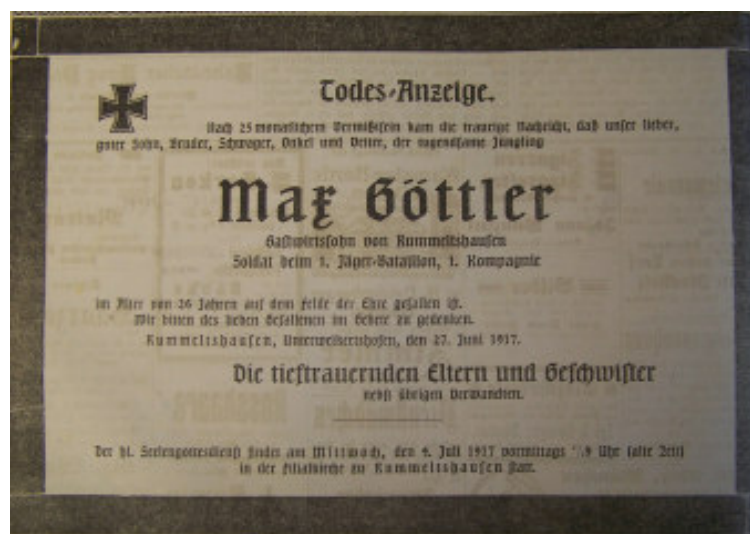 Todes-Anzeige.
Nach 25 monatlichem Vermißtsein kam die traurige Nachricht, daß unser lieber,
guter Sohn, Bruder, Schwager, Onkel und Vetter, der tugendsame Jüngling
Max Göttler
Gastwirtssohn von Rummeltshausen
Soldat beim 1. Jäger-Bataillon, 1. Kompagnie
im Alter von 26 Jahren auf dem Felde der Ehre gefallen ist.
Wir bitten des lieben Gefallenen im Gebete zu gedenken.
Rummeltshausen, Unterweikertshofen, den 27. Juni 1917.
Die tieftrauernden Eltern und Geschwister
nebst übrigen Verwandten.
Der hl. Seelengottesdienst findet am Mittwoch, den 4. Juli 1917 vormittags Uhr (alte Zeit)
in der Filialkirche zu Rummeltshausen statt.